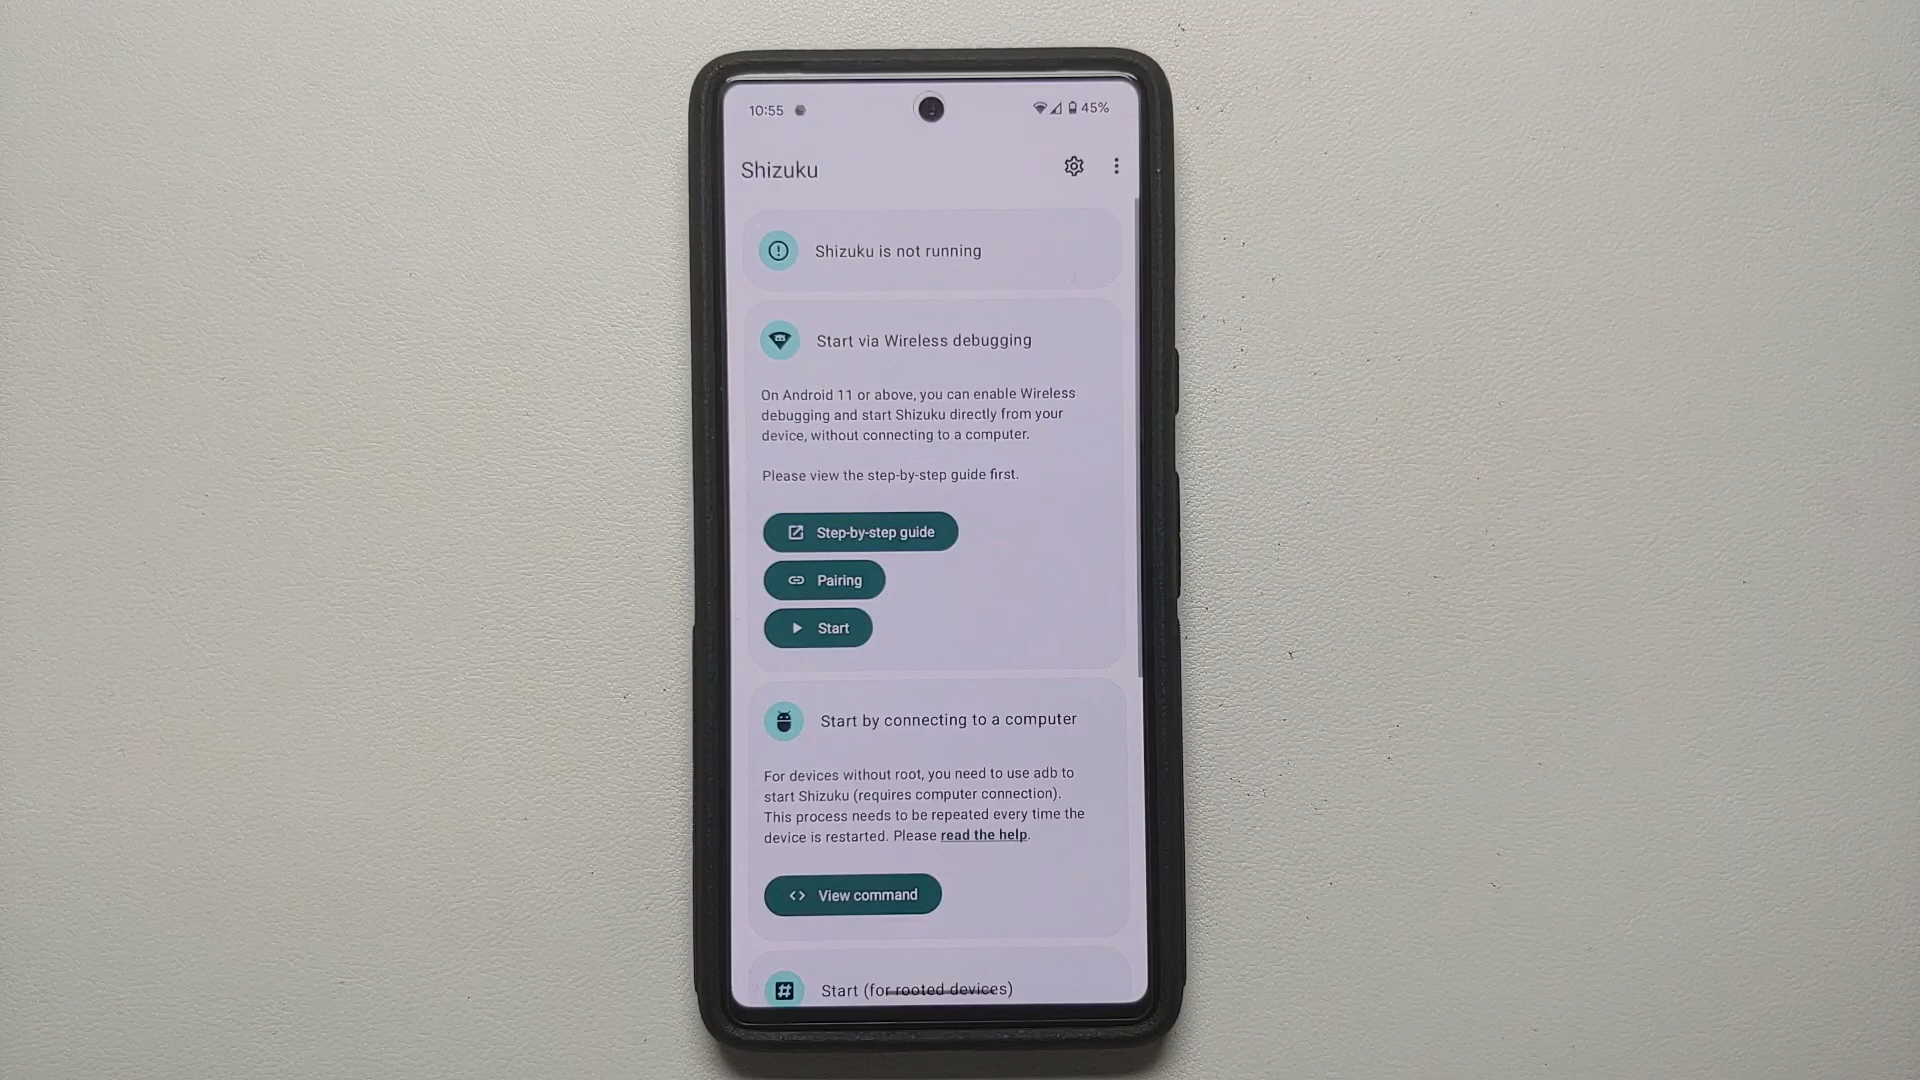 10:55
45%
Shizuku
Shizuku is not running
Start via Wireless debugging
On Android 11 or above, you can enable Wireless
debugging and start Shizuku directly from your
device, without connecting to a computer.
Please view the step-by-step guide first.
Step-by-step guide
Pairing
Start
Start by connecting to a computer
For devices without root, you need to use adb to
start Shizuku (requires computer connection).
This process needs to be repeated every time the
device is restarted. Please read the help.
View command
Start (for rooted devices)